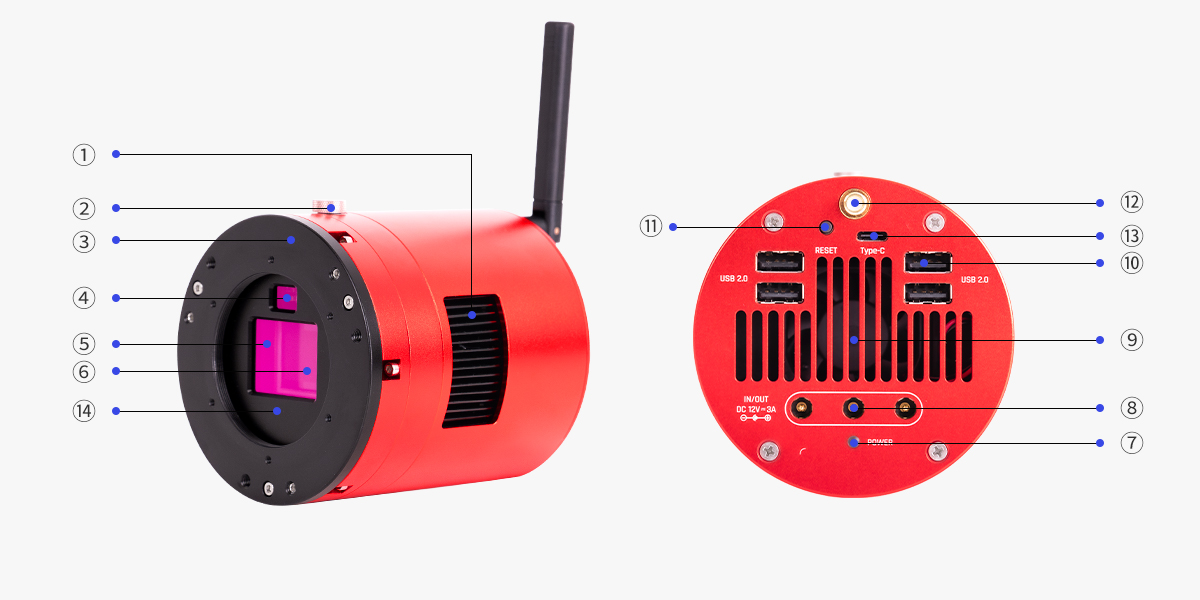 ①
②
③
④
⑤
⑥
⑭
⑪
⑫
⑬
⑩
⑨
⑧
⑦
RESET
Type-C
USB 2.0
USB 2.0
IN/OUT
DC 12V⎓3A
POWER